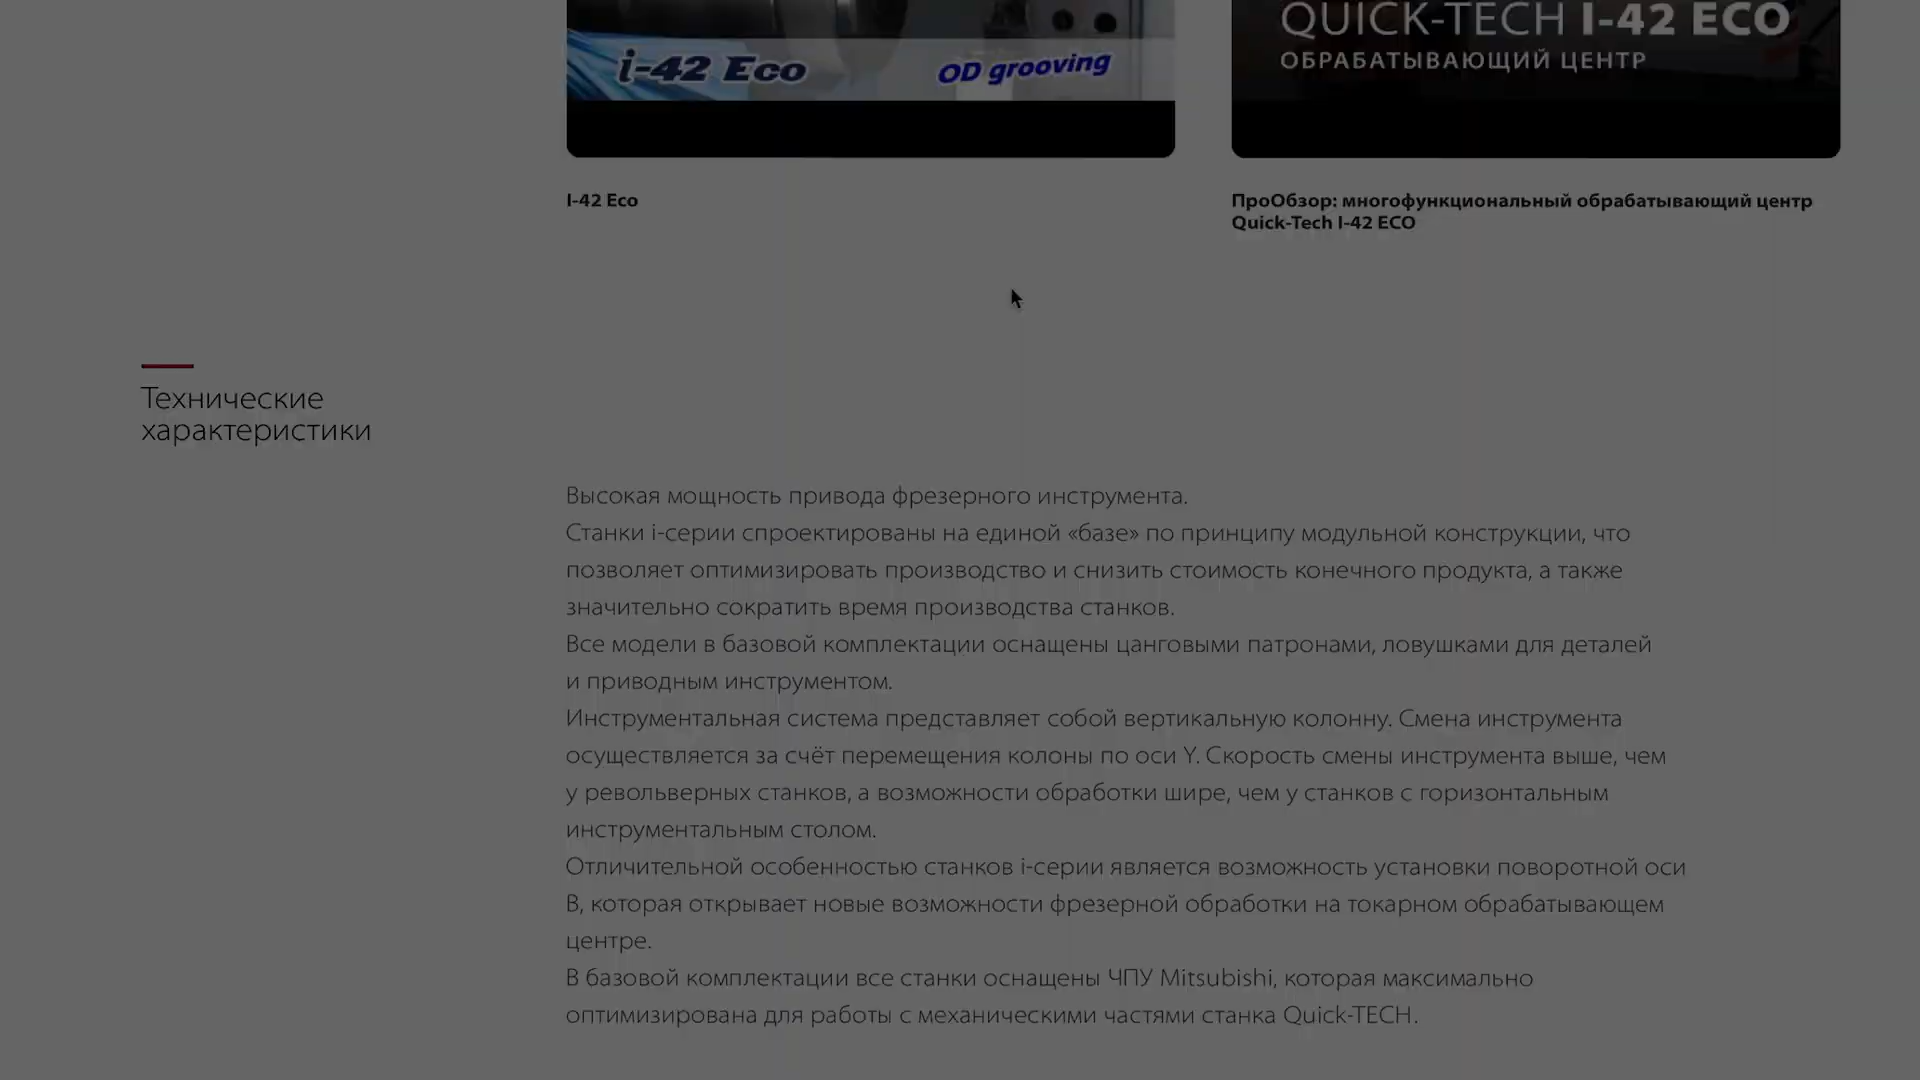 i-42 Eco
OD grooving
QUICK-TECH I-42 ECO
ОБРАБАТЫВАЮЩИЙ ЦЕНТР
I-42 Eco
ПроОбзор: многофункциональный обрабатывающий центр
Quick-Tech I-42 ECO
Технические
характеристики
Высокая мощность привода фрезерного инструмента.
Станки i-серии спроектированы на единой «базе» по принципу модульной конструкции, что
позволяет оптимизировать производство и снизить стоимость конечного продукта, а также
значительно сократить время производства станков.
Все модели в базовой комплектации оснащены цанговыми патронами, ловушками для деталей
и приводным инструментом.
Инструментальная система представляет собой вертикальную колонну. Смена инструмента
осуществляется за счёт перемещения колоны по оси Y. Скорость смены инструмента выше, чем
у револьверных станков, а возможности обработки шире, чем у станков с горизонтальным
инструментальным столом.
Отличительной особенностью станков i-серии является возможность установки поворотной оси
В, которая открывает новые возможности фрезерной обработки на токарном обрабатывающем
центре.
В базовой комплектации все станки оснащены ЧПУ Mitsubishi, которая максимально
оптимизирована для работы с механическими частями станка Quick-TECH.